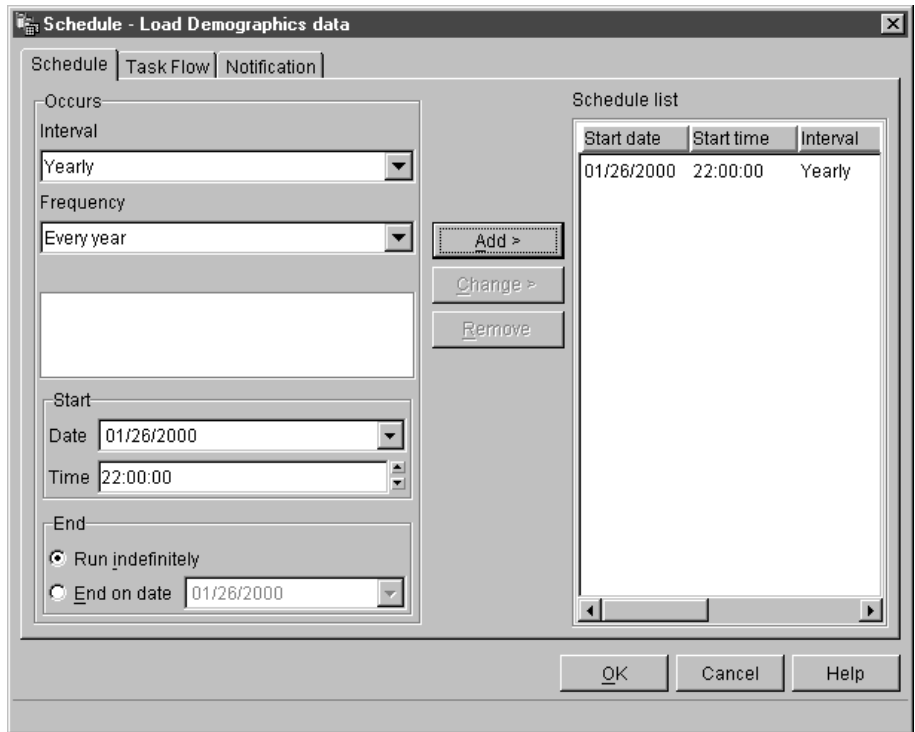 Schedule - Load Demographics data
Schedule Task Flow Notification
Occurs
Interval
Yearly
Frequency
Every year
Start
Date 01/26/2000
Time 22:00:00
End
Run indefinitely
End on date 01/26/2000
Add >
Change >
Remove
Schedule list
Start date Start time Interval
01/26/2000 22:00:00 Yearly
OK Cancel Help